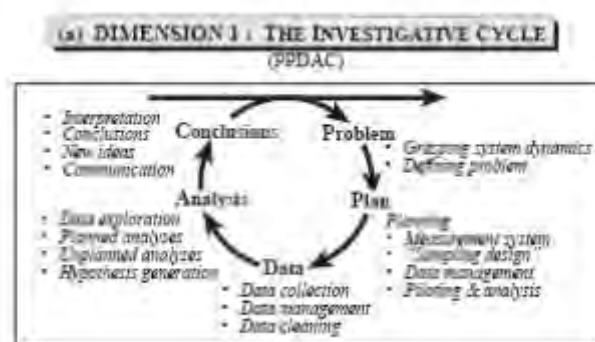 (a) DIMENSION 1 : THE INVESTIGATIVE CYCLE
(PPDAC)
• Interpretation
• Conclusions
• New ideas
• Communication
Conclusions
Problem
• Grasping system dynamics
• Defining problem
Analysis
Plan
• Data exploration
• Planned analyses
• Unplanned analyses
• Hypothesis generation
Planning
• Measurement system
• "Sampling design"
• Data management
• Piloting & analysis
Data
• Data collection
• Data management
• Data cleaning